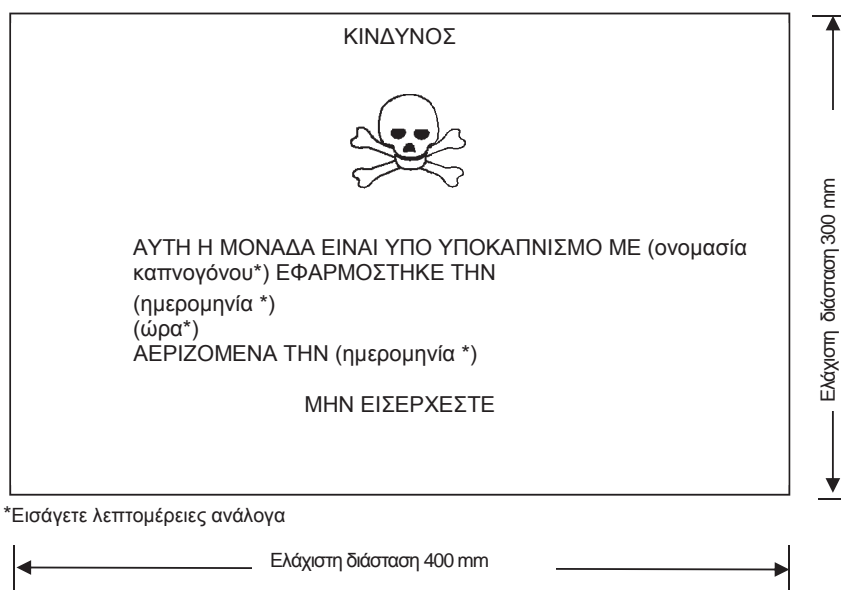 ΚΙΝΔΥΝΟΣ
ΑΥΤΗ Η ΜΟΝΑΔΑ ΕΙΝΑΙ ΥΠΟ ΥΠΟΚΑΠΝΙΣΜΟ ΜΕ (ονομασία
καπνογόνου*) ΕΦΑΡΜΟΣΤΗΚΕ ΤΗΝ
(ημερομηνία *)
(ώρα*)
ΑΕΡΙΖΟΜΕΝΑ ΤΗΝ (ημερομηνία *)
ΜΗΝ ΕΙΣΕΡΧΕΣΤΕ
Ελάχιστη διάσταση 300 mm
*Εισάγετε λεπτομέρειες ανάλογα
Ελάχιστη διάσταση 400 mm